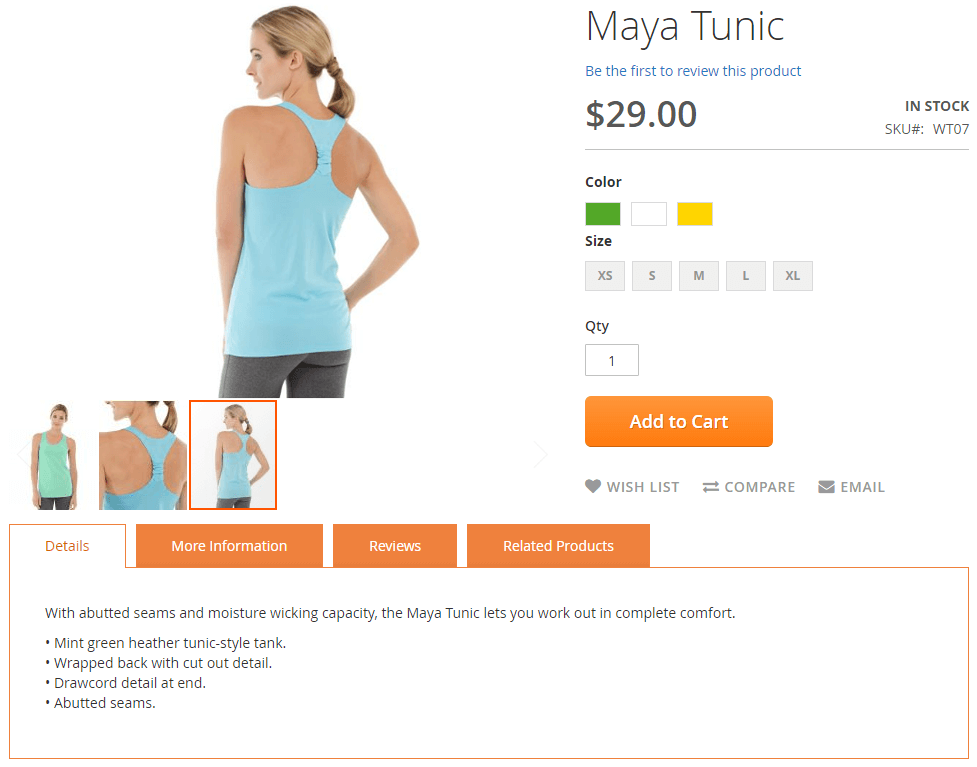 Maya Tunic
Be the first to review this product
$29.00
IN STOCK
SKU#: WT07
Color
Size
XS S M L XL
Qty
1
Add to Cart
WISH LIST COMPARE EMAIL
Details More Information Reviews Related Products
With abutted seams and moisture wicking capacity, the Maya Tunic lets you work out in complete comfort.
• Mint green heather tunic-style tank.
• Wrapped back with cut out detail.
• Drawcord detail at end.
• Abutted seams.